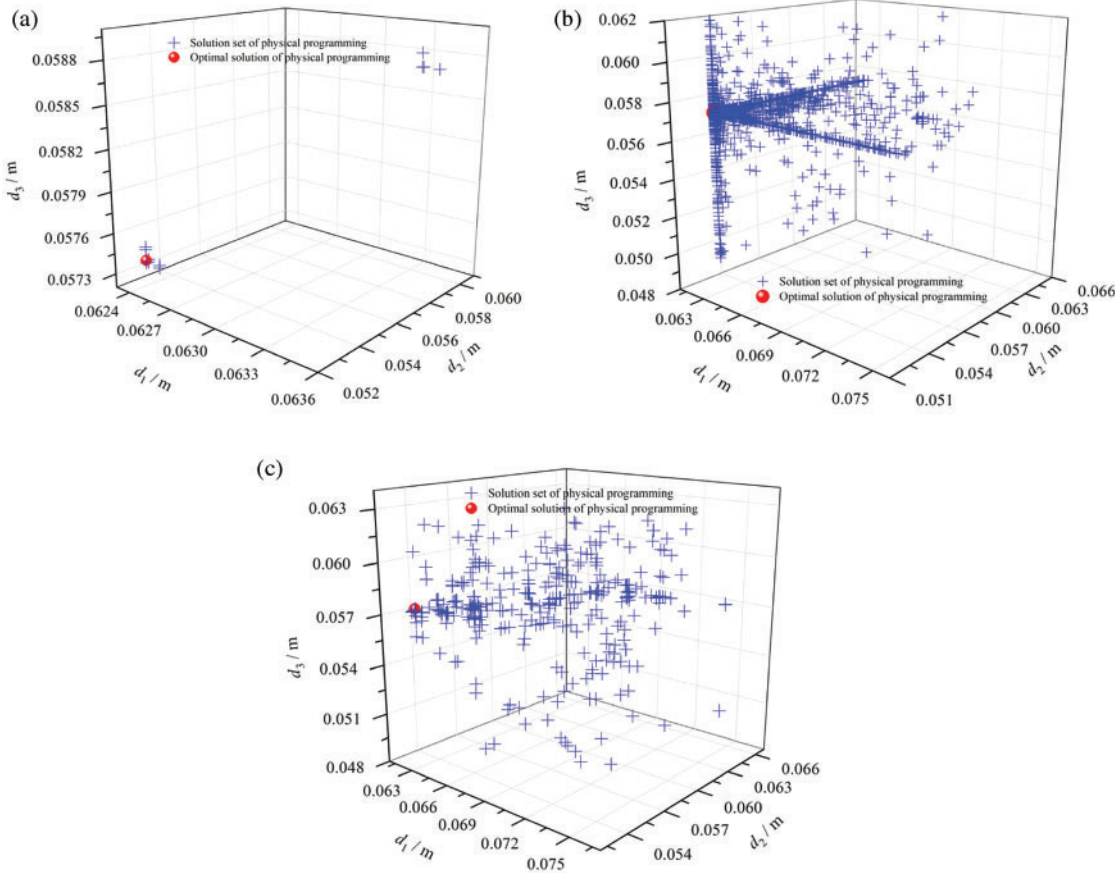 (a)
Solution set of physical programming
Optimal solution of physical programming
0.0588
0.0585
0.0582
0.0579
0.0576
0.0573
d3 / m
0.0624
0.0627
0.0630
0.0633
0.0636
d1 / m
0.052
0.054
0.056
0.058
0.060
d2 / m
(b)
0.062
0.060
0.058
0.056
0.054
0.052
0.050
0.048
d3 / m
Solution set of physical programming
Optimal solution of physical programming
0.063
0.066
0.069
0.072
0.075
d1 / m
0.051
0.054
0.057
0.060
0.063
0.066
d2 / m
(c)
Solution set of physical programming
Optimal solution of physical programming
0.063
0.060
0.057
0.054
0.051
0.048
d3 / m
0.063
0.066
0.069
0.072
0.075
d1 / m
0.054
0.057
0.060
0.063
0.066
d2 / m